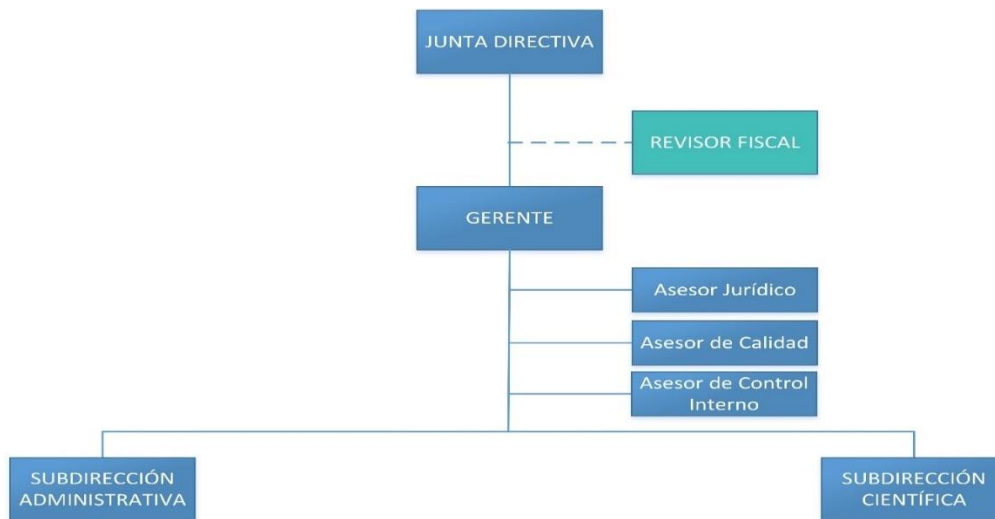 JUNTA DIRECTIVA
REVISOR FISCAL
GERENTE
Asesor Jurídico
Asesor de Calidad
Asesor de Control
Interno
SUBDIRECCIÓN
ADMINISTRATIVA
SUBDIRECCIÓN
CIENTÍFICA